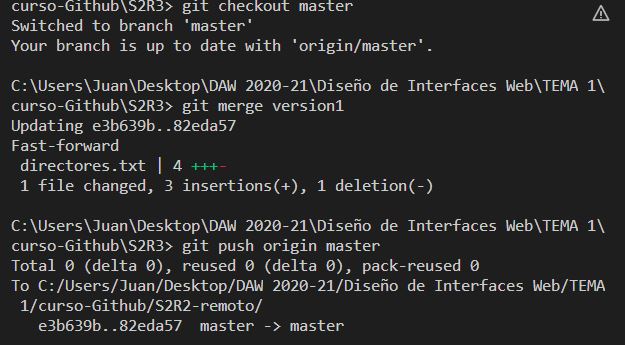 curso-Github\S2R3> git checkout master
Switched to branch 'master'
Your branch is up to date with 'origin/master'.
C:\Users\Juan\Desktop\DAW 2020-21\Diseño de Interfaces Web\TEMA 1\
curso-Github\S2R3> git merge version1
Updating e3b639b..82eda57
Fast-forward
 directores.txt | 4 +++-
 1 file changed, 3 insertions(+), 1 deletion(-)
C:\Users\Juan\Desktop\DAW 2020-21\Diseño de Interfaces Web\TEMA 1\
curso-Github\S2R3> git push origin master
Total 0 (delta 0), reused 0 (delta 0), pack-reused 0
To C:/Users/Juan/Desktop/DAW 2020-21/Diseño de Interfaces Web/TEMA
 1/curso-Github/S2R2-remoto/
   e3b639b..82eda57  master -> master